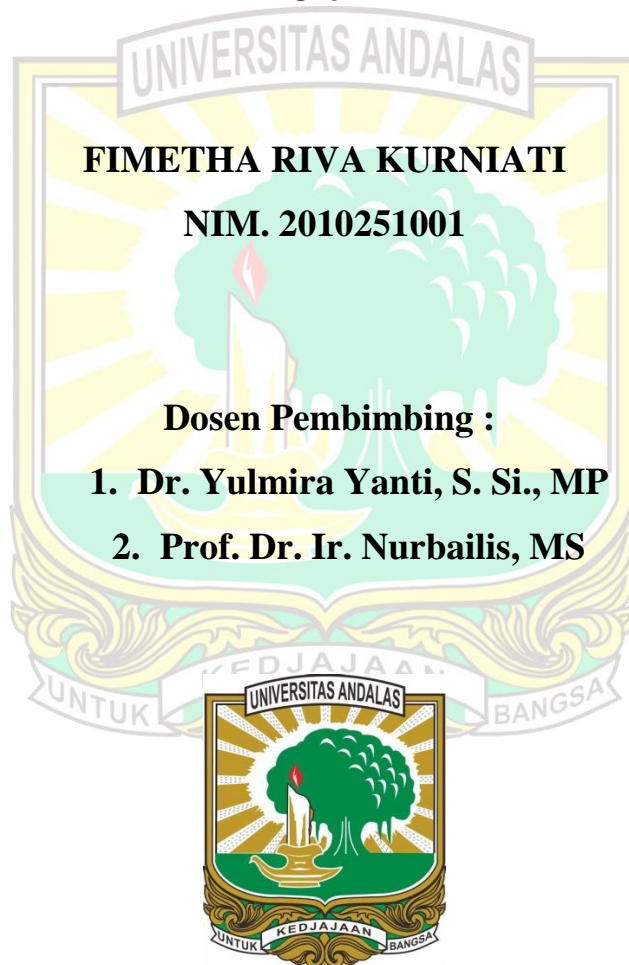 UNIVERSITAS ANDALAS
FIMETHA RIVA KURNIATI
NIM. 2010251001
Dosen Pembimbing :
1. Dr. Yulmira Yanti, S. Si., MP
2. Prof. Dr. Ir. Nurbailis, MS
UNTUK KEDJAJAAN BANGSA
UNIVERSITAS ANDALAS
UNTUK KEDJAJAAN BANGSA